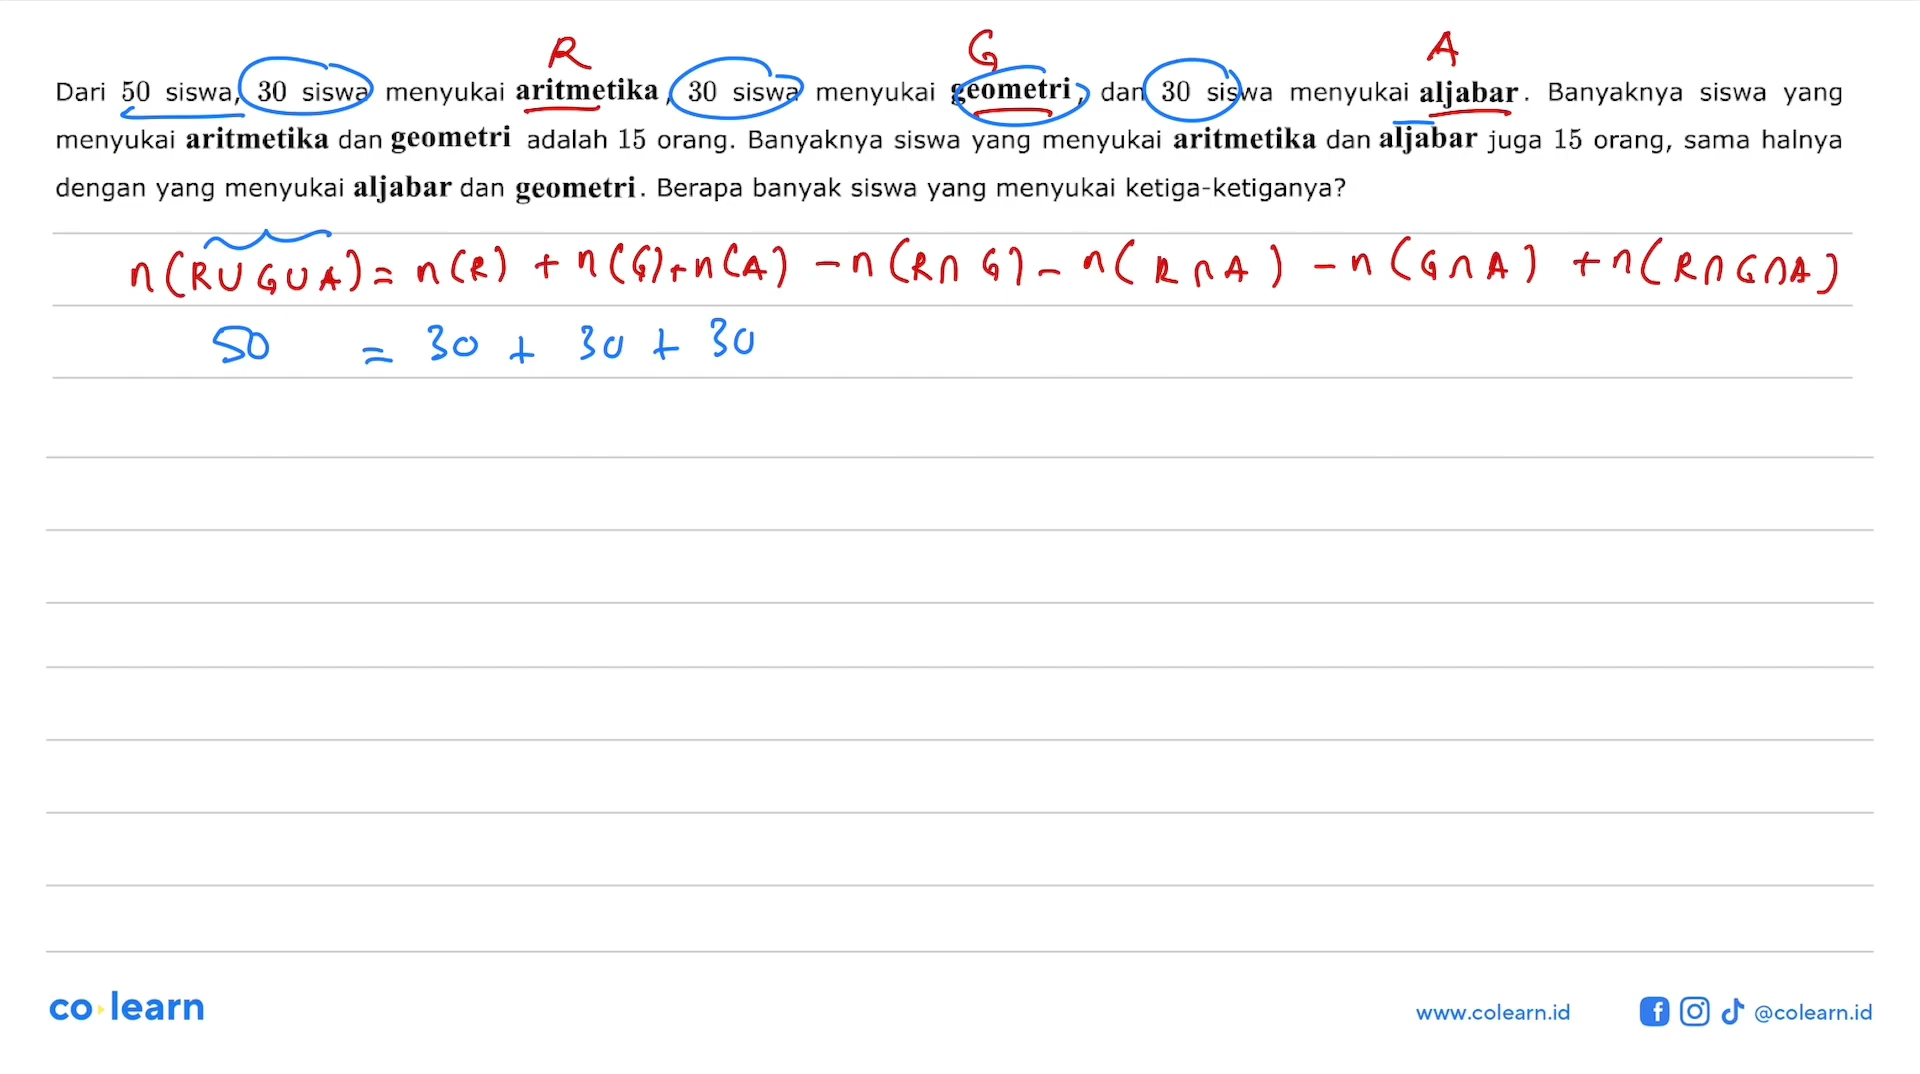 R G A
Dari 50 siswa, 30 siswa menyukai aritmetika, 30 siswa menyukai geometri, dan 30 siswa menyukai aljabar. Banyaknya siswa yang
menyukai aritmetika dan geometri adalah 15 orang. Banyaknya siswa yang menyukai aritmetika dan aljabar juga 15 orang, sama halnya
dengan yang menyukai aljabar dan geometri. Berapa banyak siswa yang menyukai ketiga-ketiganya?
n(R∪G∪A) = n(R) + n(G) + n(A) - n(R∩G) - n(R∩A) - n(G∩A) + n(R∩G∩A)
50 = 30 + 30 + 30
co learn
www.colearn.id @colearn.id